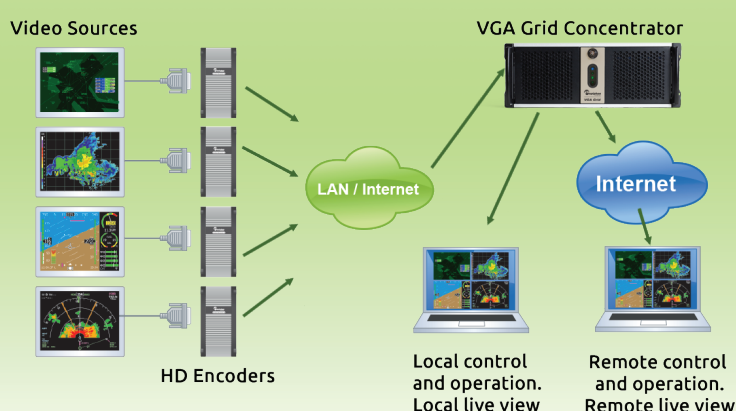 Video Sources
VGA Grid Concentrator
LAN / Internet
Internet
HD Encoders
Local control
and operation.
Local live view
Remote control
and operation.
Remote live view